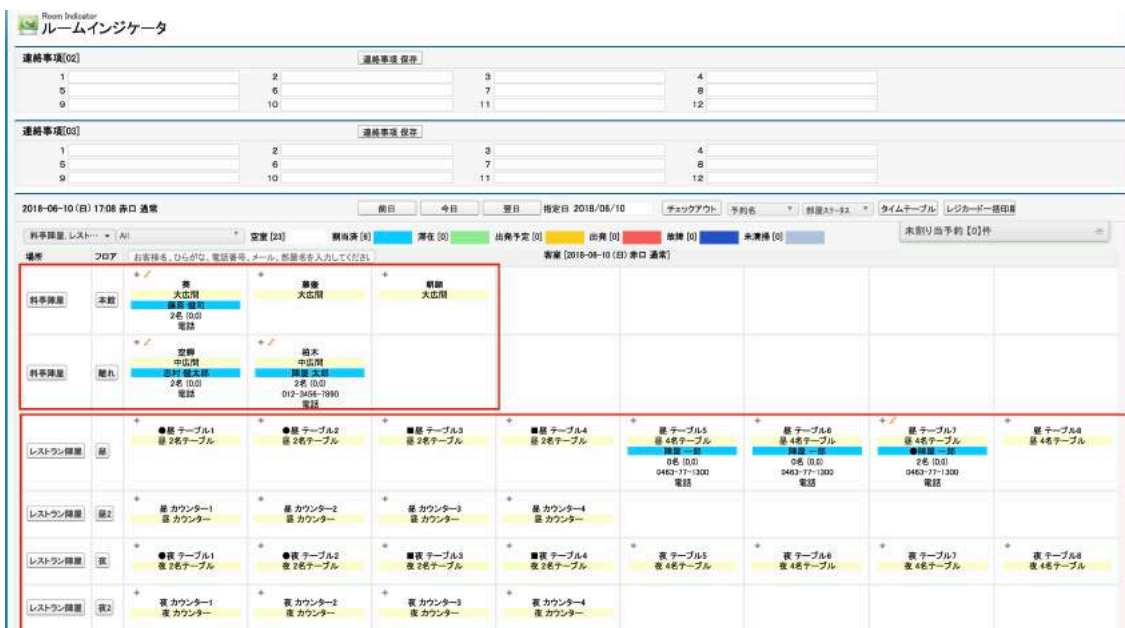 Room Indicator
ルームインジケータ
連絡事項[02]
連絡事項 保存
1 2 3 4
5 6 7 8
9 10 11 12
連絡事項[03]
連絡事項 保存
1 2 3 4
5 6 7 8
9 10 11 12
2018-06-10 (日) 17:08 赤口 通常 前日 今日 翌日 指定日 2018/06/10 チェックアウト 予約名 部屋ステータス タイムテーブル レジカード一括印刷
料亭陣屋, レスト… All 空室 [23] 割当済 [6] 滞在 [0] 出発予定 [0] 出発 [0] 故障 [0] 未清掃 [0] 未割り当予約 【0】件
場所 フロア お客様名、ひらがな、電話番号、メール、部屋名を入力してください 客室 [2018-06-10 (日) 赤口 通常]
料亭陣屋 本館
葵
大広間
藤原 健司
2名 (0,0)
電話
大広間
朝顔
大広間
料亭陣屋 離れ
空蝉
中広間
志村 健太郎
2名 (0,0)
電話
柏木
中広間
陣屋 太郎
2名 (0,0)
012-3456-7890
電話
レストラン陣屋 昼
●昼 テーブル1
昼 2名テーブル
●昼 テーブル2
昼 2名テーブル
■昼 テーブル3
昼 2名テーブル
■昼 テーブル4
昼 2名テーブル
昼 テーブル5
昼 4名テーブル
陣屋 一郎
0名 (0,0)
0463-77-1300
電話
昼 テーブル6
昼 4名テーブル
陣屋 一郎
0名 (0,0)
0463-77-1300
電話
昼 テーブル7
昼 4名テーブル
●陣屋 一郎
2名 (0,0)
0463-77-1300
電話
昼 テーブル8
昼 4名テーブル
レストラン陣屋 昼2
昼 カウンター1
昼 カウンター
昼 カウンター2
昼 カウンター
昼 カウンター3
昼 カウンター
昼 カウンター4
昼 カウンター
レストラン陣屋 夜
●夜 テーブル1
夜 2名テーブル
●夜 テーブル2
夜 2名テーブル
■夜 テーブル3
夜 2名テーブル
■夜 テーブル4
夜 2名テーブル
夜 テーブル5
夜 4名テーブル
夜 テーブル6
夜 4名テーブル
夜 テーブル7
夜 4名テーブル
夜 テーブル8
夜 4名テーブル
レストラン陣屋 夜2
夜 カウンター1
夜 カウンター
夜 カウンター2
夜 カウンター
夜 カウンター3
夜 カウンター
夜 カウンター4
夜 カウンター